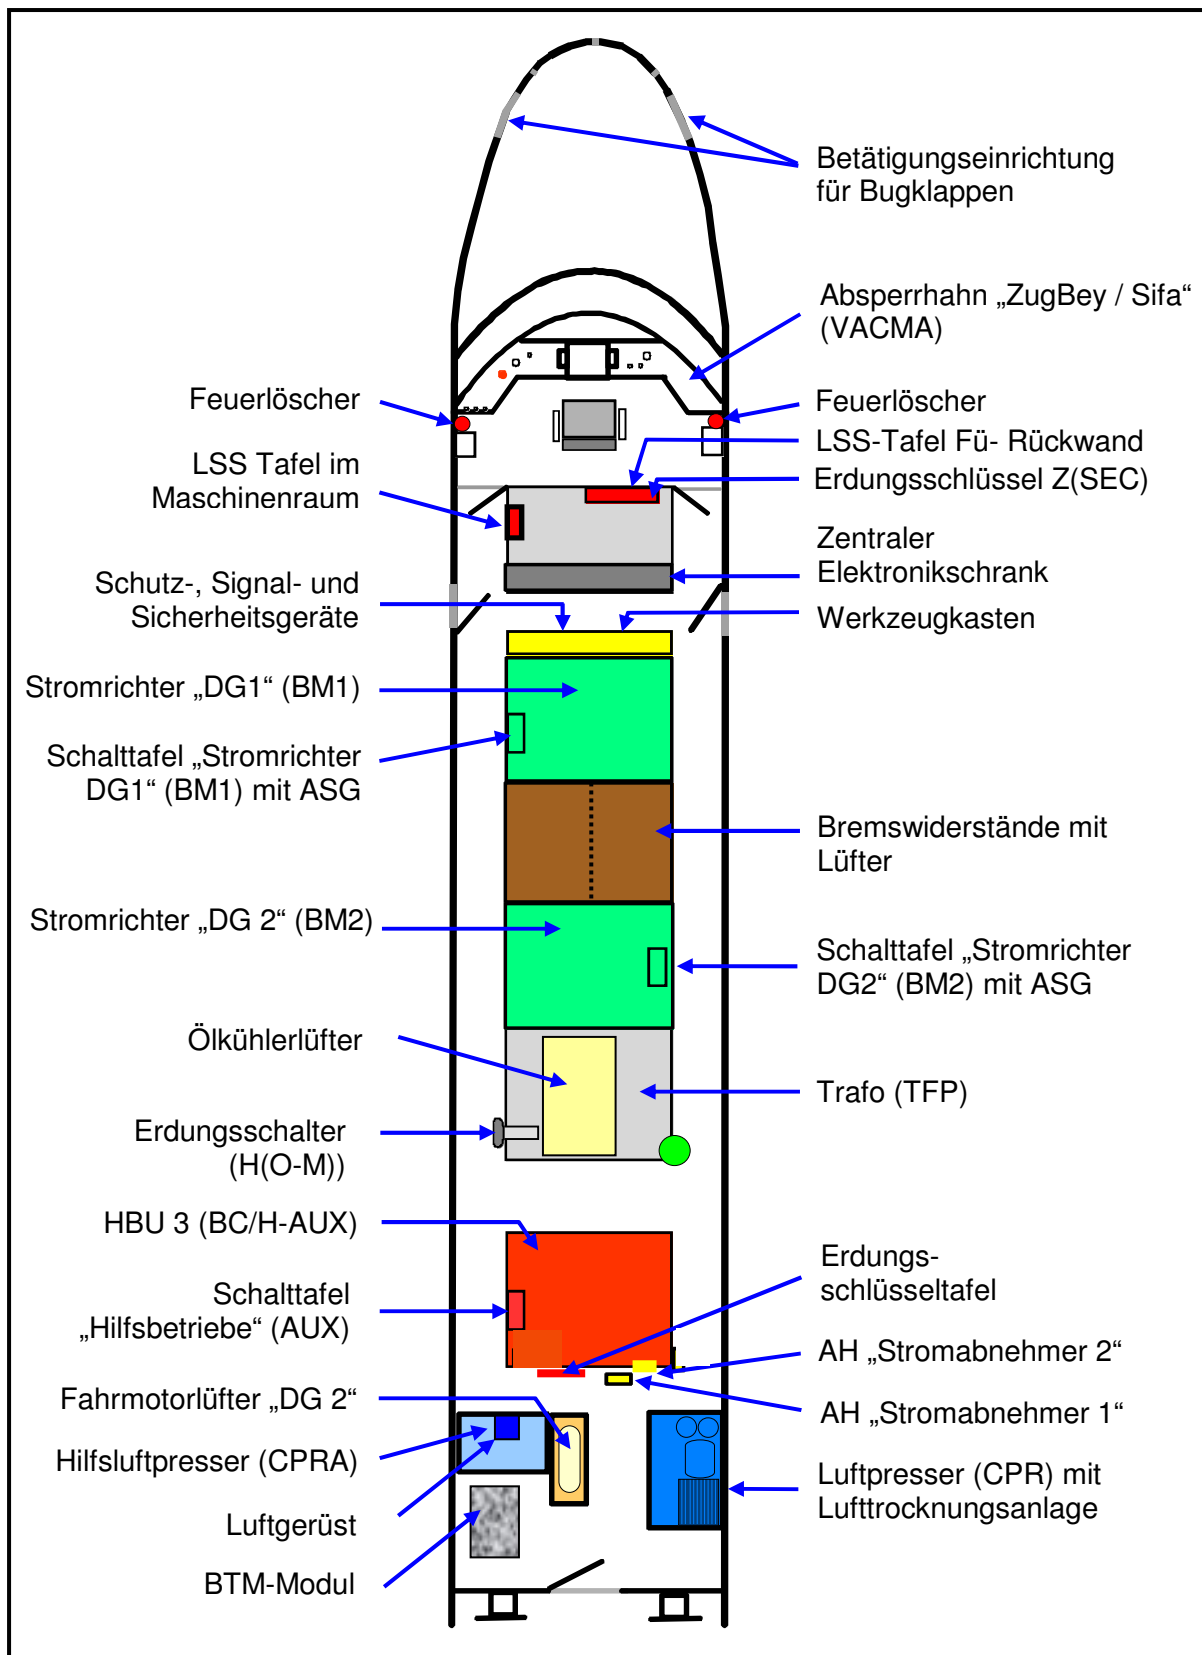 Betätigungseinrichtung
für Bugklappen
Absperrhahn „ZugBey / Sifa“
(VACMA)
Feuerlöscher
Feuerlöscher
LSS-Tafel Fü- Rückwand
LSS Tafel im
Maschinenraum
Erdungsschlüssel Z(SEC)
Zentraler
Elektronikschrank
Schutz-, Signal- und
Sicherheitsgeräte
Werkzeugkasten
Stromrichter „DG1“ (BM1)
Schalttafel „Stromrichter
DG1“ (BM1) mit ASG
Bremswiderstände mit
Lüfter
Stromrichter „DG 2“ (BM2)
Schalttafel „Stromrichter
DG2“ (BM2) mit ASG
Ölkühlerlüfter
Trafo (TFP)
Erdungsschalter
(H(O-M))
HBU 3 (BC/H-AUX)
Erdungs-
schlüsseltafel
Schalttafel
„Hilfsbetriebe“ (AUX)
AH „Stromabnehmer 2“
Fahrmotorlüfter „DG 2“
AH „Stromabnehmer 1“
Hilfsluftpresser (CPRA)
Luftpresser (CPR) mit
Lufttrocknungsanlage
Luftgerüst
BTM-Modul